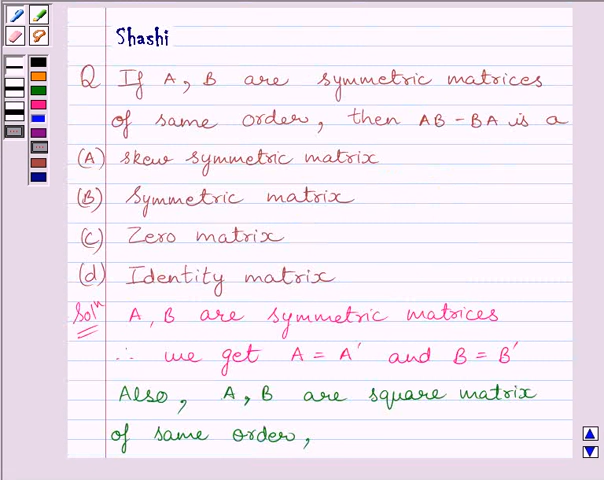 Shashi
Q If A, B are symmetric matrices
of same order, then AB - BA is a
(A) skew symmetric matrix
(B) Symmetric matrix
(C) Zero matrix
(d) Identity matrix
Solⁿ A, B are symmetric matrices
∴ we get A = A' and B = B'
Also, A, B are square matrix
of same order,